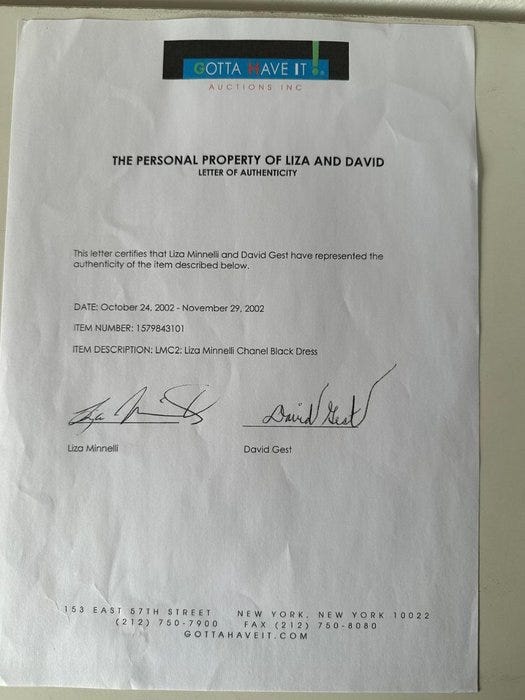 GOTTA HAVE IT !
AUCTIONS INC
THE PERSONAL PROPERTY OF LIZA AND DAVID
LETTER OF AUTHENTICITY
This letter certifies that Liza Minnelli and David Gest have represented the
authenticity of the item described below.
DATE: October 24, 2002 - November 29, 2002
ITEM NUMBER: 1579843101
ITEM DESCRIPTION: LMC2: Liza Minnelli Chanel Black Dress
David Gest
Liza Minnelli David Gest
153 EAST 57TH STREET NEW YORK, NEW YORK 10022
(212) 750-7900 FAX (212) 750-8080
GOTTAHAVEIT.COM